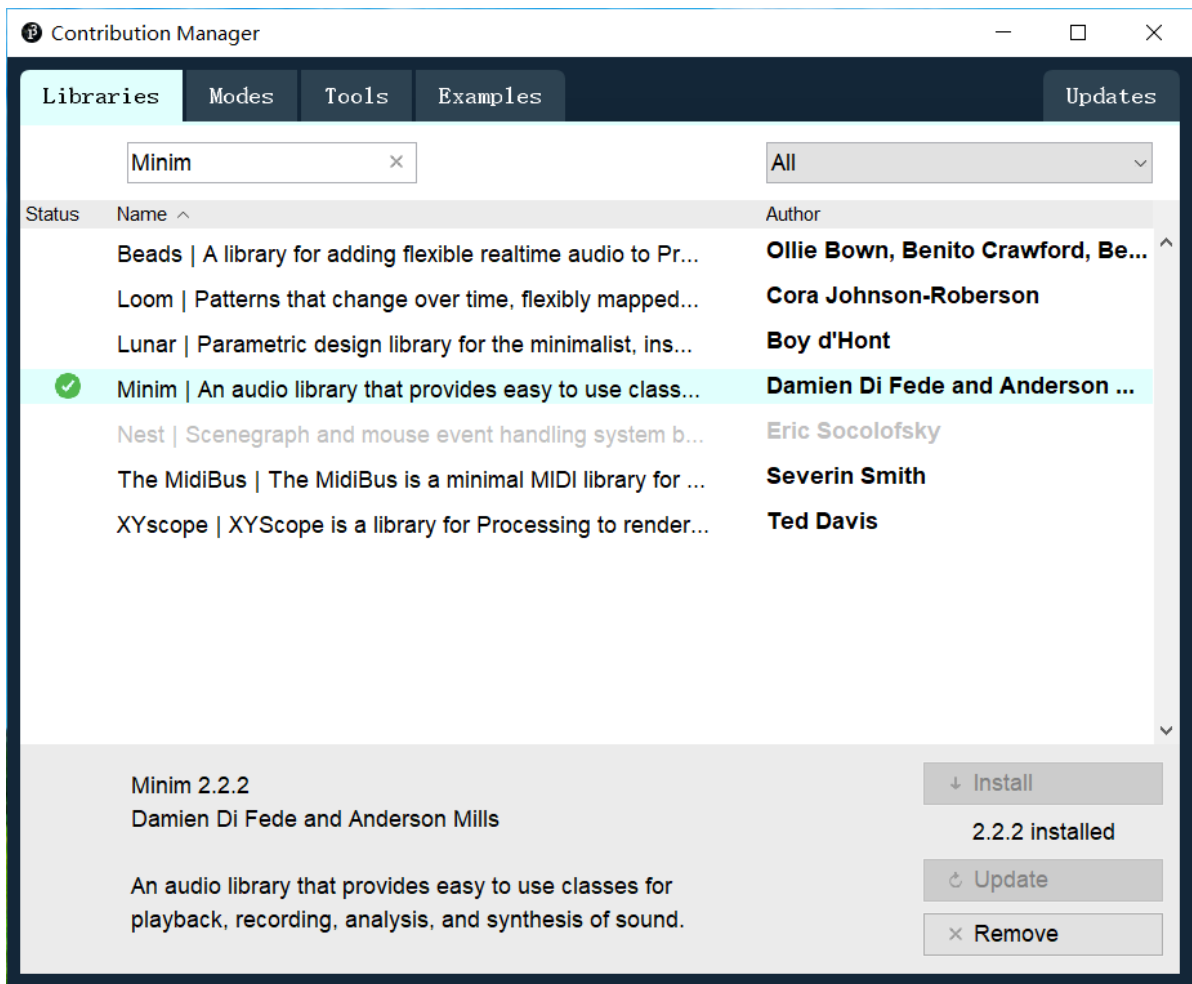 Contribution Manager
Libraries Modes Tools Examples Updates
Minim All
Status Name Author
Beads | A library for adding flexible realtime audio to Pr... Ollie Bown, Benito Crawford, Be...
Loom | Patterns that change over time, flexibly mapped... Cora Johnson-Roberson
Lunar | Parametric design library for the minimalist, ins... Boy d'Hont
Minim | An audio library that provides easy to use class... Damien Di Fede and Anderson ...
Nest | Scenegraph and mouse event handling system b... Eric Socolofsky
The MidiBus | The MidiBus is a minimal MIDI library for ... Severin Smith
XYscope | XYScope is a library for Processing to render... Ted Davis
Minim 2.2.2
Damien Di Fede and Anderson Mills
An audio library that provides easy to use classes for
playback, recording, analysis, and synthesis of sound.
Install
2.2.2 installed
Update
Remove